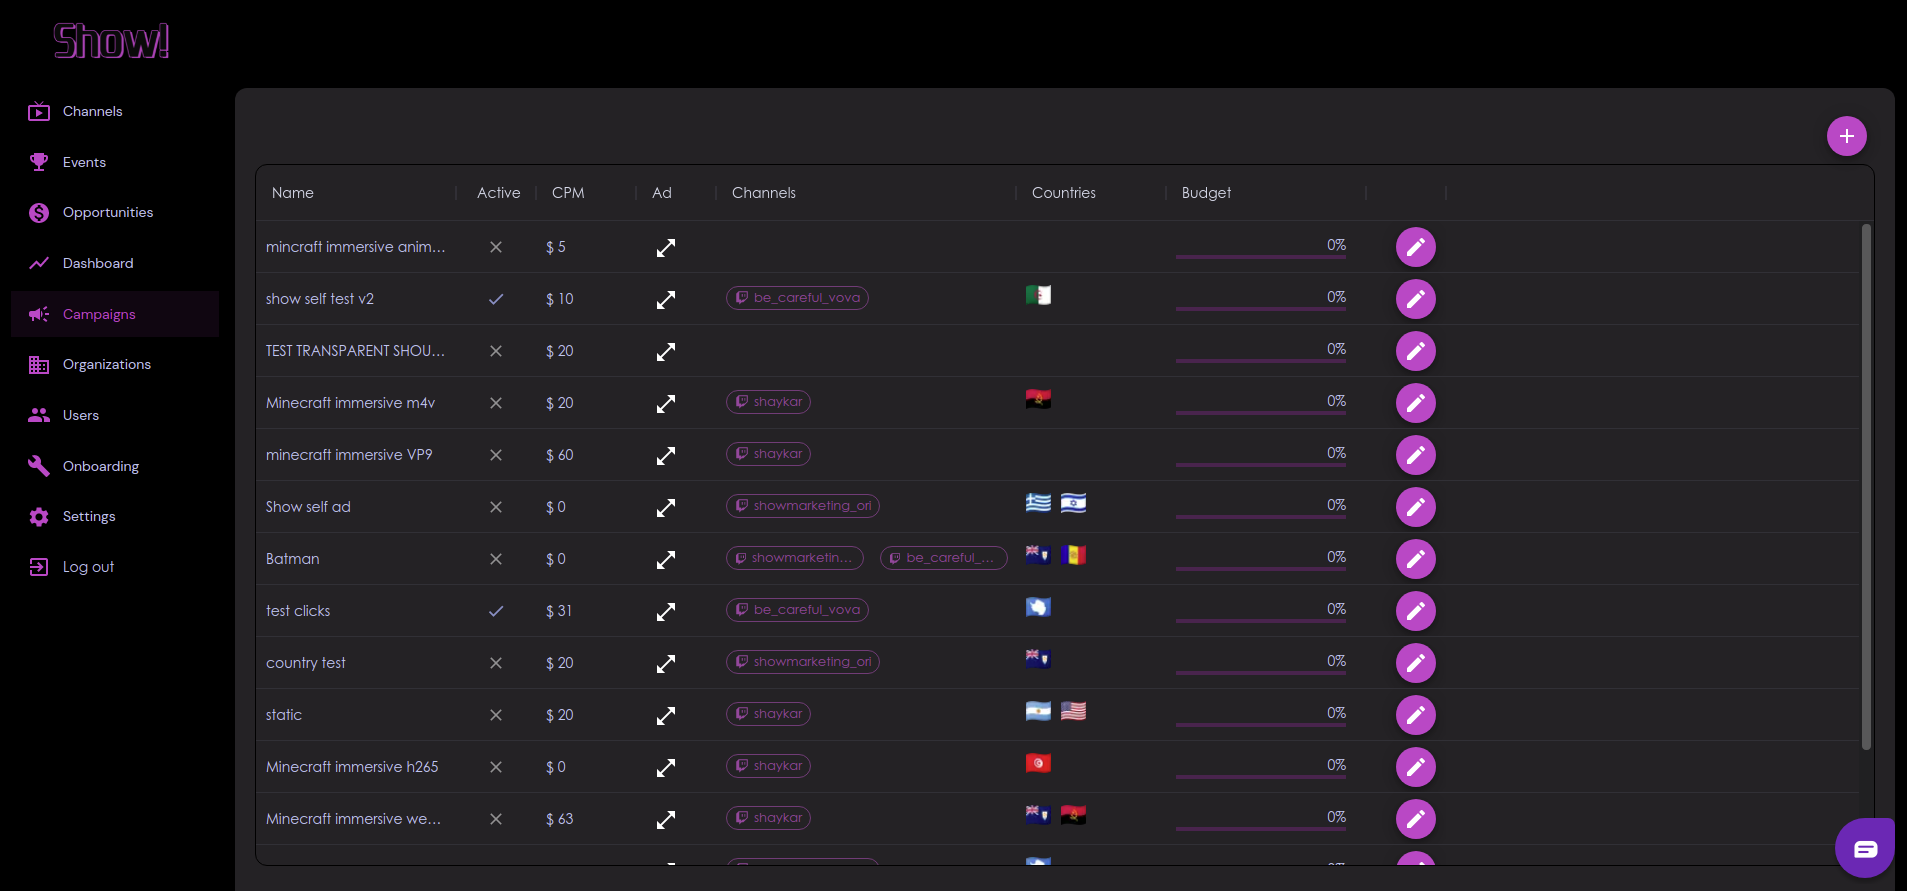 Show!
Channels
Events
Opportunities
Dashboard
Campaigns
Organizations
Users
Onboarding
Settings
Log out
Name Active CPM Ad Channels Countries Budget
mincraft immersive anim... $ 5 0%
show self test v2 $ 10 be_careful_vova 0%
TEST TRANSPARENT SHOU... $ 20 0%
Minecraft immersive m4v $ 20 shaykar 0%
minecraft immersive VP9 $ 60 shaykar 0%
Show self ad $ 0 showmarketing_ori 0%
Batman $ 0 showmarketin... be_careful_... 0%
test clicks $ 31 be_careful_vova 0%
country test $ 20 showmarketing_ori 0%
static $ 20 shaykar 0%
Minecraft immersive h265 $ 0 shaykar 0%
Minecraft immersive we... $ 63 shaykar 0%